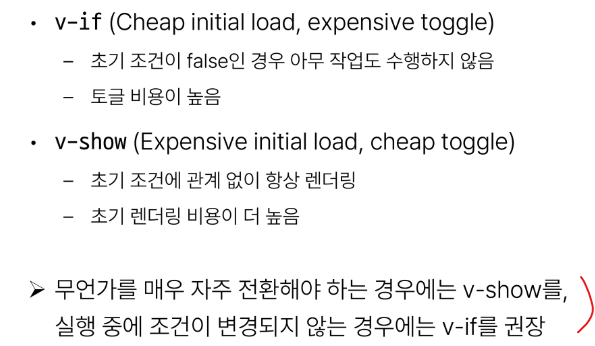 • v-if (Cheap initial load, expensive toggle)
– 초기 조건이 false인 경우 아무 작업도 수행하지 않음
– 토글 비용이 높음
• v-show (Expensive initial load, cheap toggle)
– 초기 조건에 관계 없이 항상 렌더링
– 초기 렌더링 비용이 더 높음
➢ 무언가를 매우 자주 전환해야 하는 경우에는 v-show를,
실행 중에 조건이 변경되지 않는 경우에는 v-if를 권장